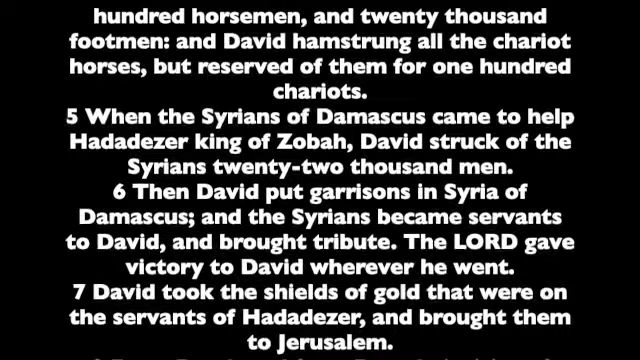 hundred horsemen, and twenty thousand
footmen: and David hamstrung all the chariot
horses, but reserved of them for one hundred
chariots.
5 When the Syrians of Damascus came to help
Hadadezer king of Zobah, David struck of the
Syrians twenty-two thousand men.
6 Then David put garrisons in Syria of
Damascus; and the Syrians became servants
to David, and brought tribute. The LORD gave
victory to David wherever he went.
7 David took the shields of gold that were on
the servants of Hadadezer, and brought them
to Jerusalem.